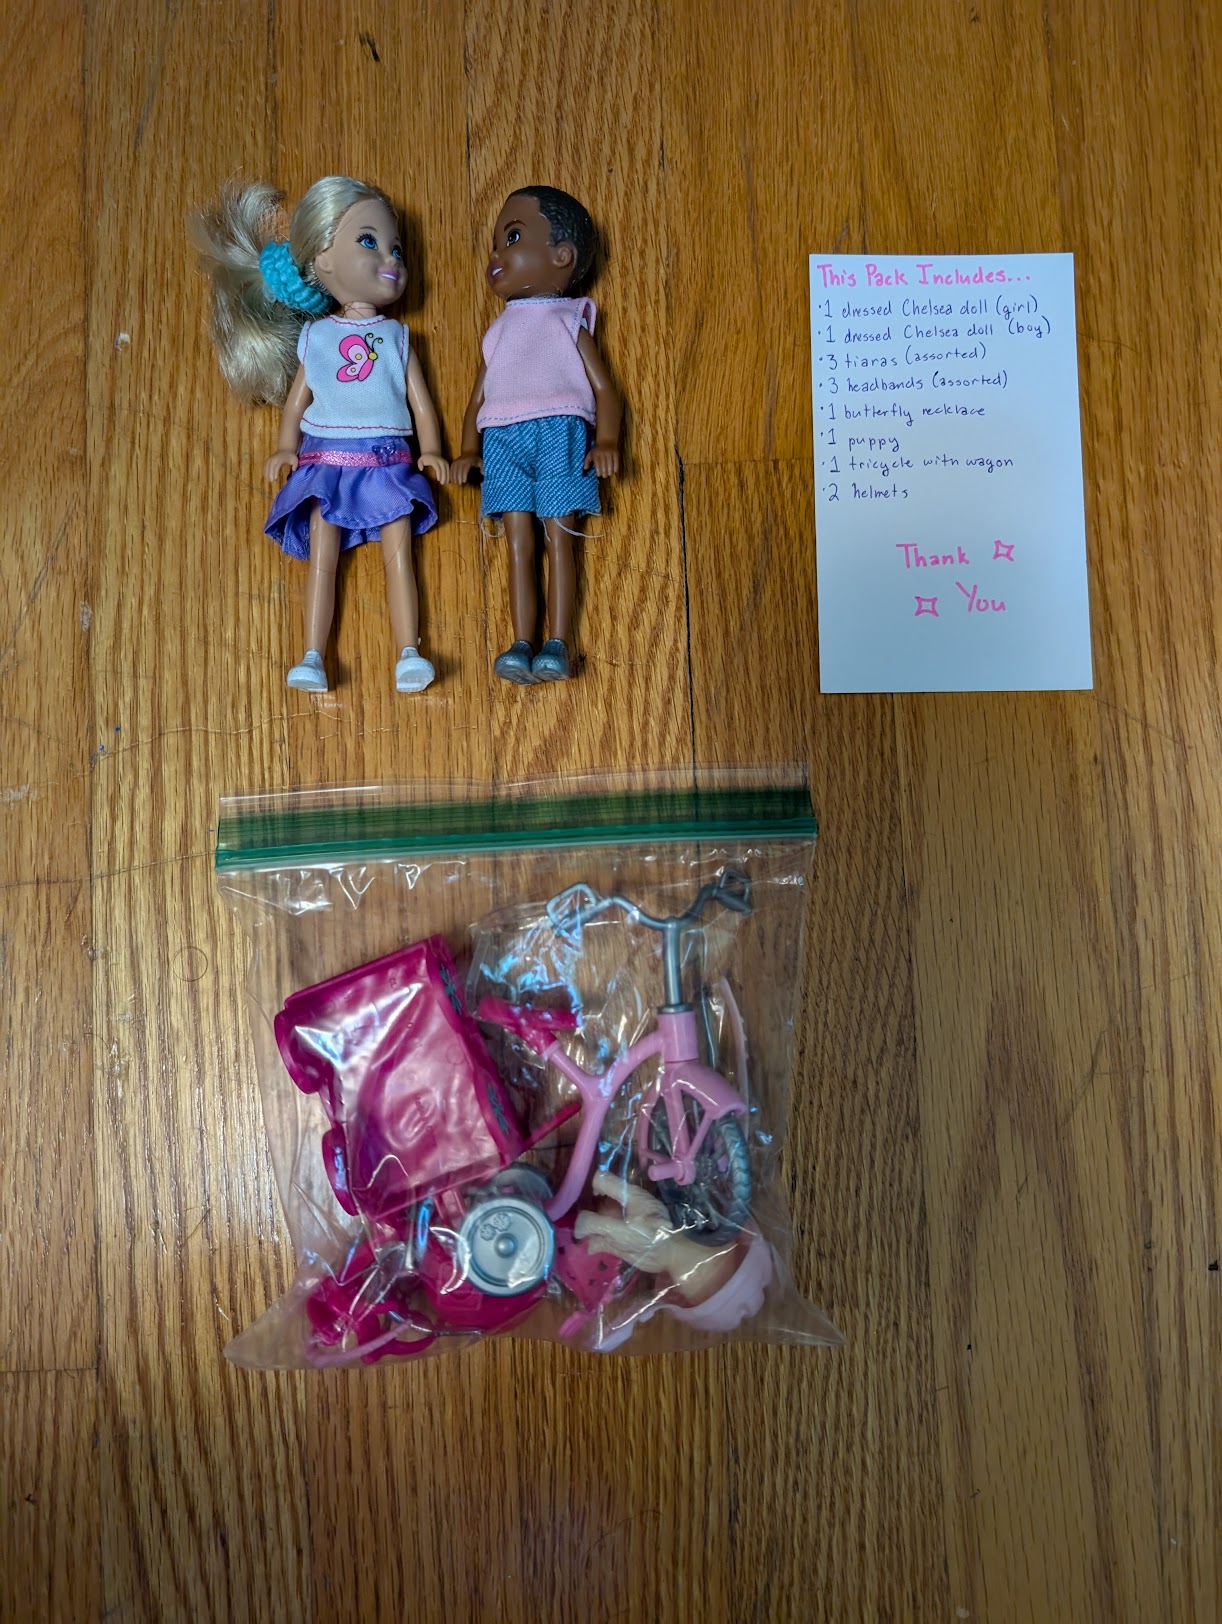 This Pack Includes...
·1 dressed Chelsea doll (girl)
·1 dressed Chelsea doll (boy)
·3 tiaras (assorted)
·3 headbands (assorted)
·1 butterfly necklace
·1 puppy
·1 tricycle with wagon
·2 helmets
Thank
You